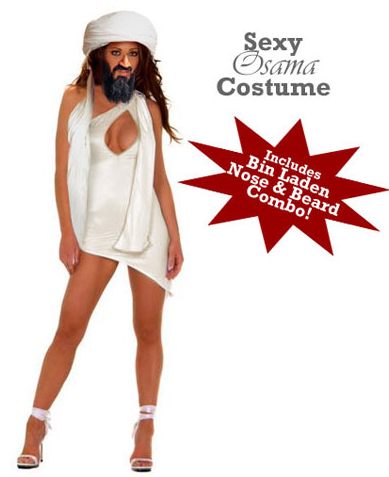 Sexy
Osama
Costume
Includes
Bin Laden
Nose & Beard
Combo!